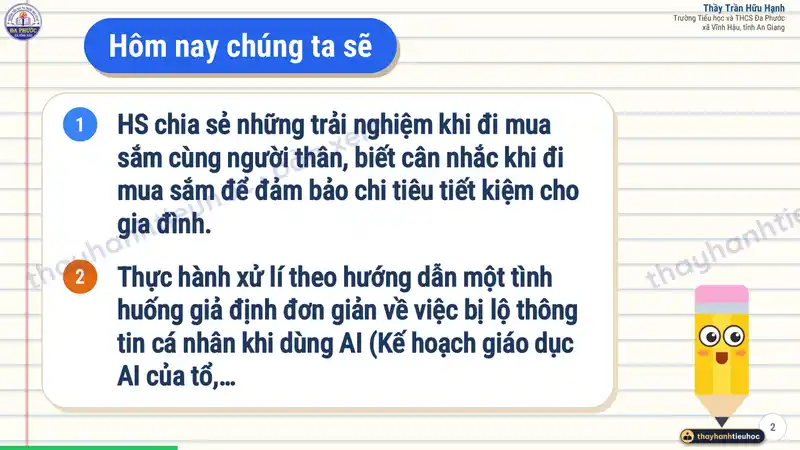 Thầy Trần Hữu Hạnh
Trường Tiểu học và THCS Đa Phước
xã Vĩnh Hậu, tỉnh An Giang
ĐA PHƯỚC
Hôm nay chúng ta sẽ
1
HS chia sẻ những trải nghiệm khi đi mua
sắm cùng người thân, biết cân nhắc khi đi
mua sắm để đảm bảo chi tiêu tiết kiệm cho
gia đình.
2
Thực hành xử lí theo hướng dẫn một tình
huống giả định đơn giản về việc bị lộ thông
tin cá nhân khi dùng AI (Kế hoạch giáo dục
AI của tổ,...
thayhanhtieuhoc
2